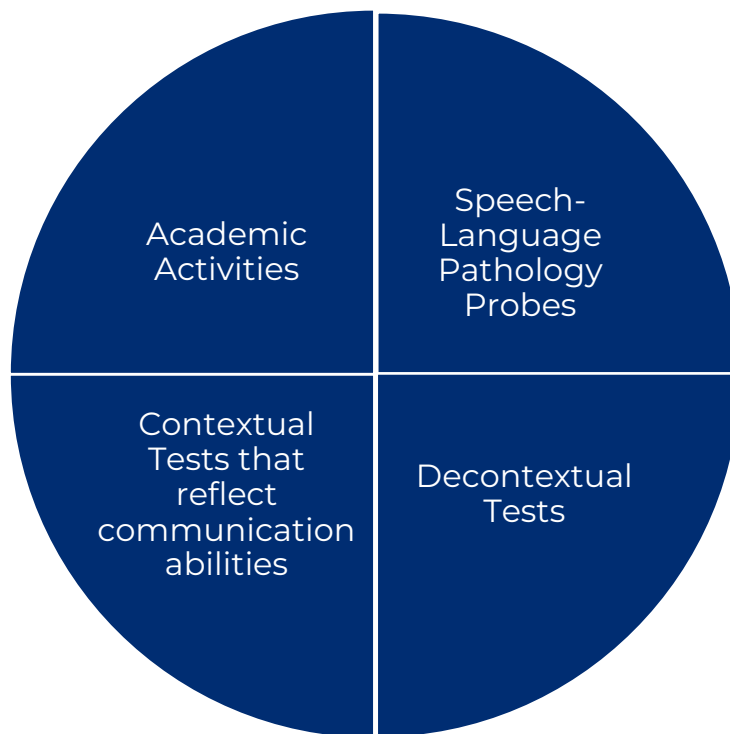 Academic
Activities
Speech-
Language
Pathology
Probes
Contextual
Tests that
reflect
communication
abilities
Decontextual
Tests